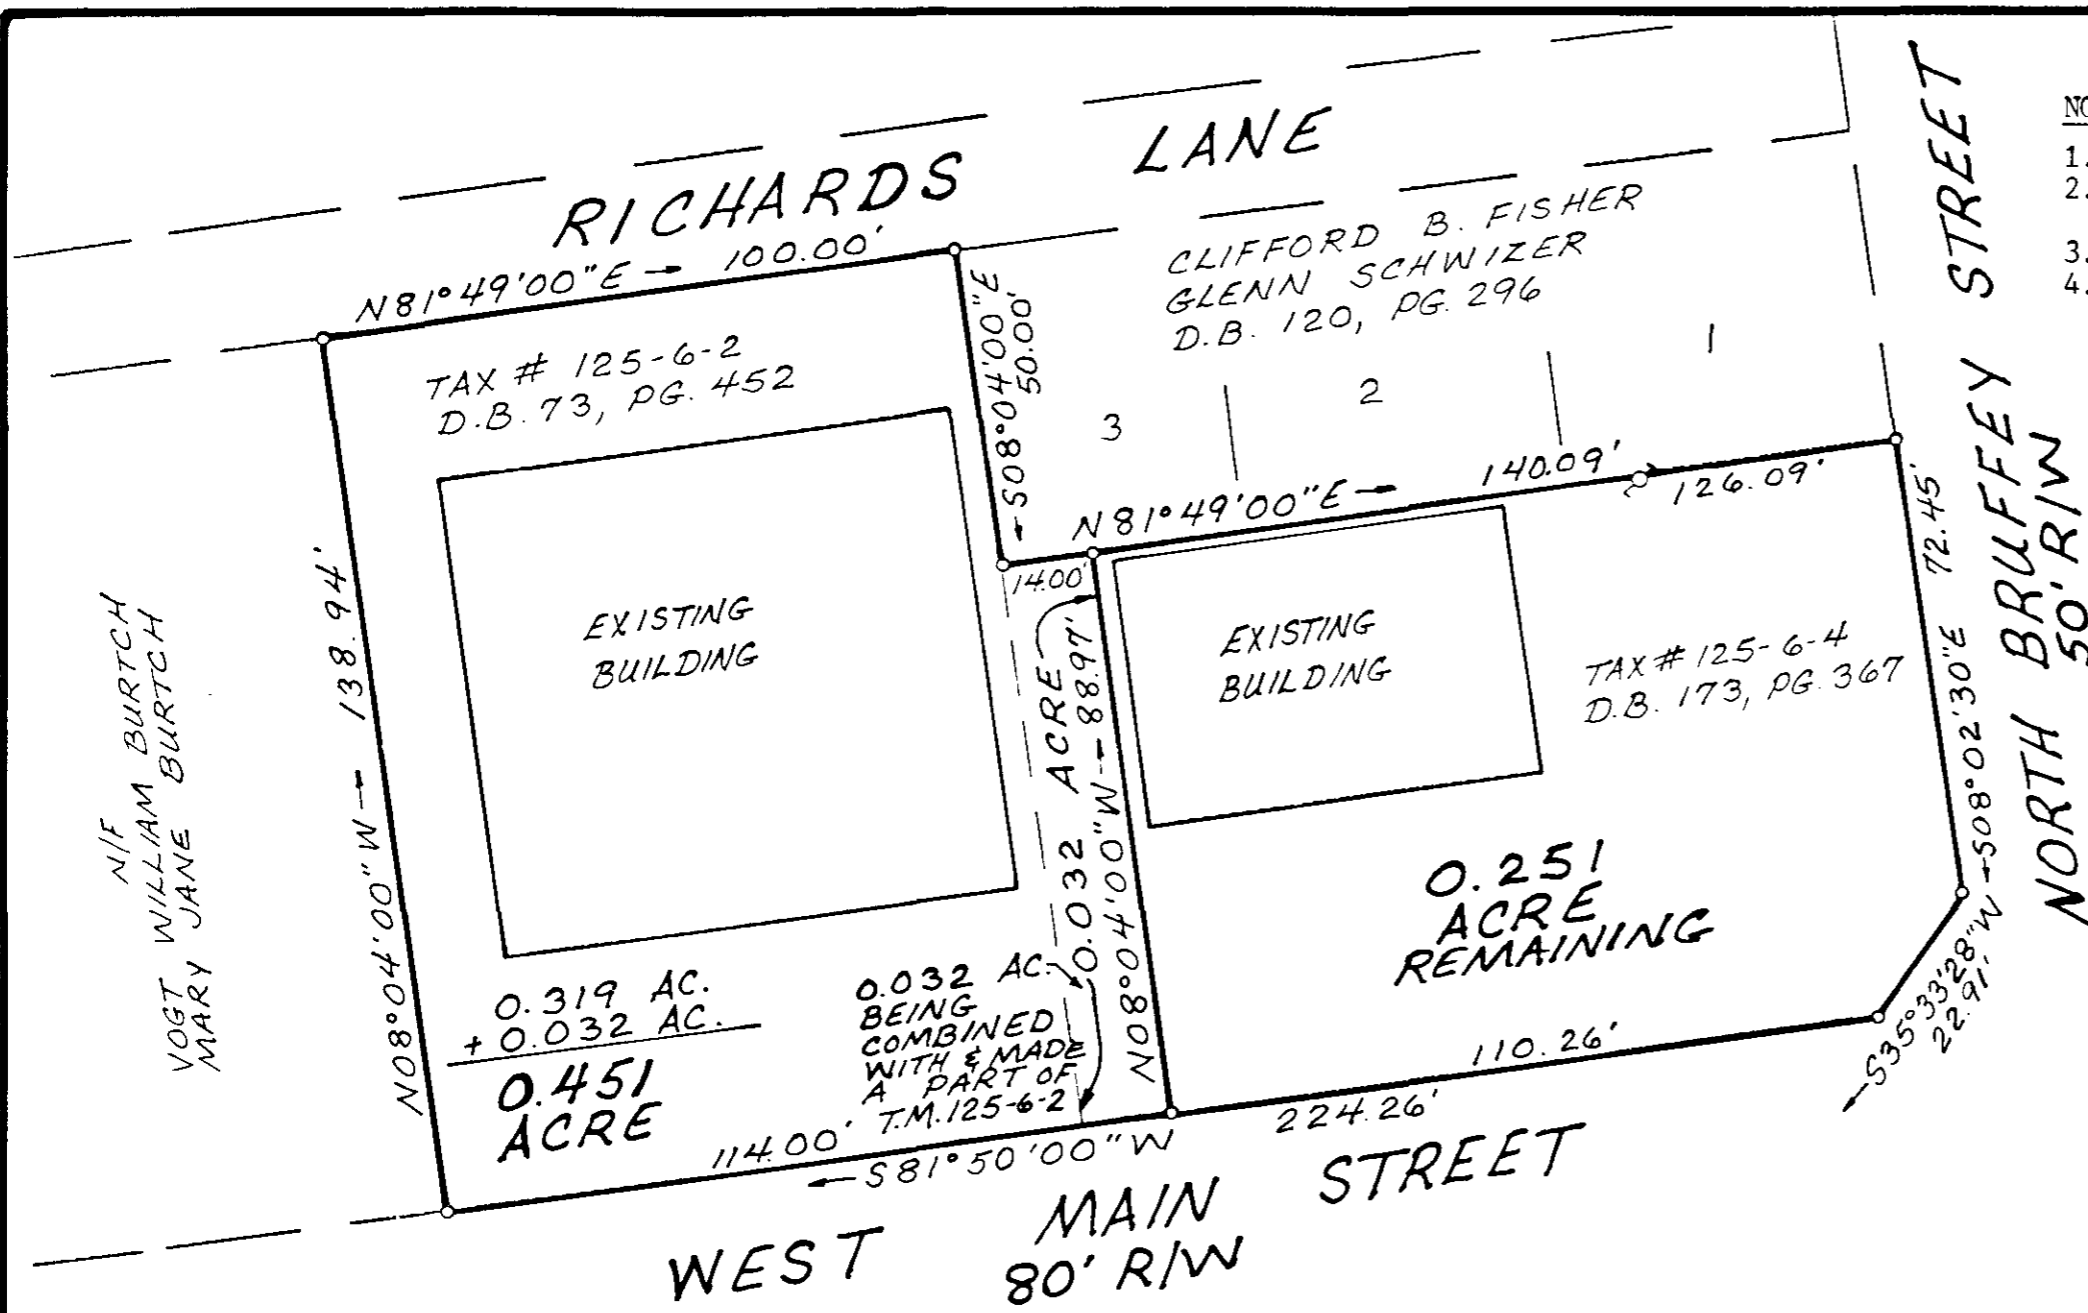 RICHARDS LANE
N81°49'00"E → 100.00'
TAX # 125-6-2
D.B. 73, PG. 452
←S08°04'00"E
50.00'
CLIFFORD B. FISHER
GLENN SCHWIZER
D.B. 120, PG. 296
3
2
1
NORTH BRUFFEY STREET
50' R/W
1.
2.
3.
4.
N81°49'00"E → 140.09'
126.09'
14.00'
72.45'
←S08°02'30"E
EXISTING
BUILDING
EXISTING
BUILDING
TAX # 125-6-4
D.B. 173, PG. 367
N/F
VOGT WILLIAM BURTCH
MARY JANE BURTCH
N08°04'00"W → 138.94'
0.032 ACRE
N08°04'00"W → 88.97'
0.251
ACRE
REMAINING
0.319 AC.
+ 0.032 AC.
0.451
ACRE
0.032 AC.
BEING
COMBINED
WITH & MADE
A PART OF
T.M. 125-6-2
←S35°33'28"W
22.91'
110.26'
224.26'
114.00'
←S81°50'00"W
WEST MAIN STREET
80' R/W